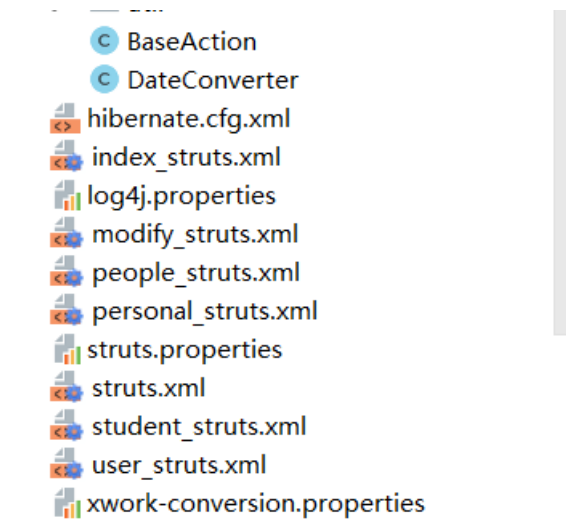 C BaseAction
C DateConverter
hibernate.cfg.xml
index_struts.xml
log4j.properties
modify_struts.xml
people_struts.xml
personal_struts.xml
struts.properties
struts.xml
student_struts.xml
user_struts.xml
xwork-conversion.properties